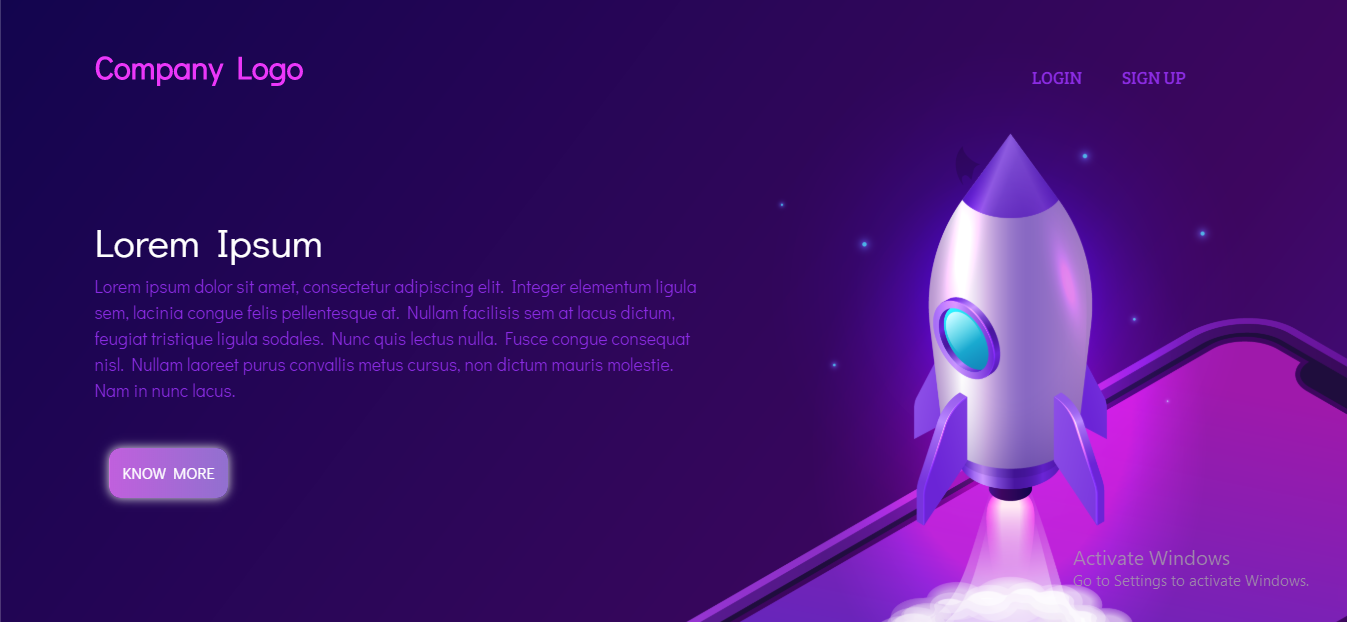 Company Logo
LOGIN
SIGN UP
Lorem Ipsum
Lorem ipsum dolor sit amet, consectetur adipiscing elit. Integer elementum ligula
sem, lacinia congue felis pellentesque at. Nullam facilisis sem at lacus dictum,
feugiat tristique ligula sodales. Nunc quis lectus nulla. Fusce congue consequat
nisl. Nullam laoreet purus convallis metus cursus, non dictum mauris molestie.
Nam in nunc lacus.
KNOW MORE
Activate Windows
Go to Settings to activate Windows.